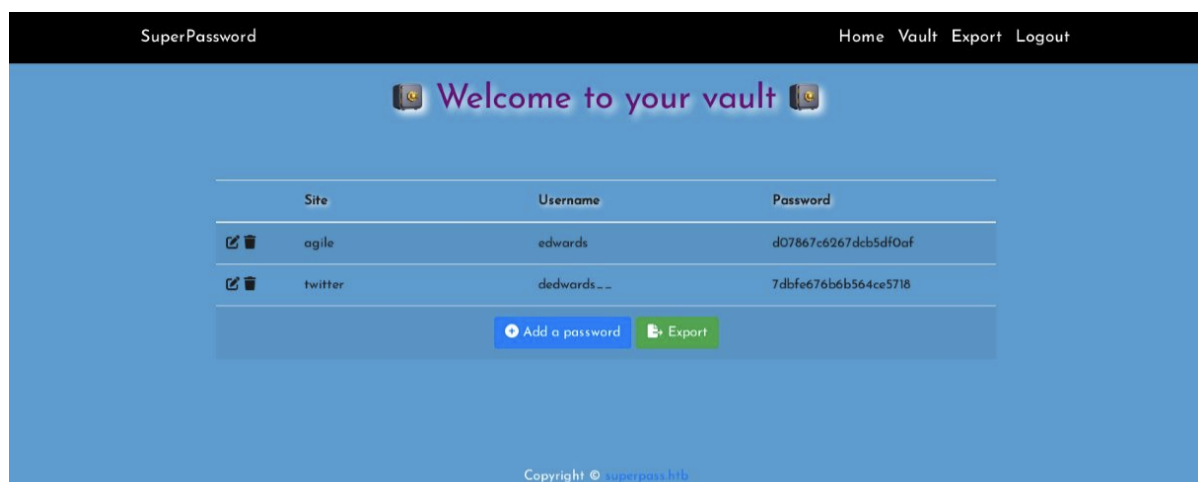 SuperPassword Home Vault Export Logout
Welcome to your vault
Site Username Password
agile edwards d07867c6267dcb5df0af
twitter dedwards__ 7dbfe676b6b564ce5718
Add a password Export
Copyright © superpass.htb